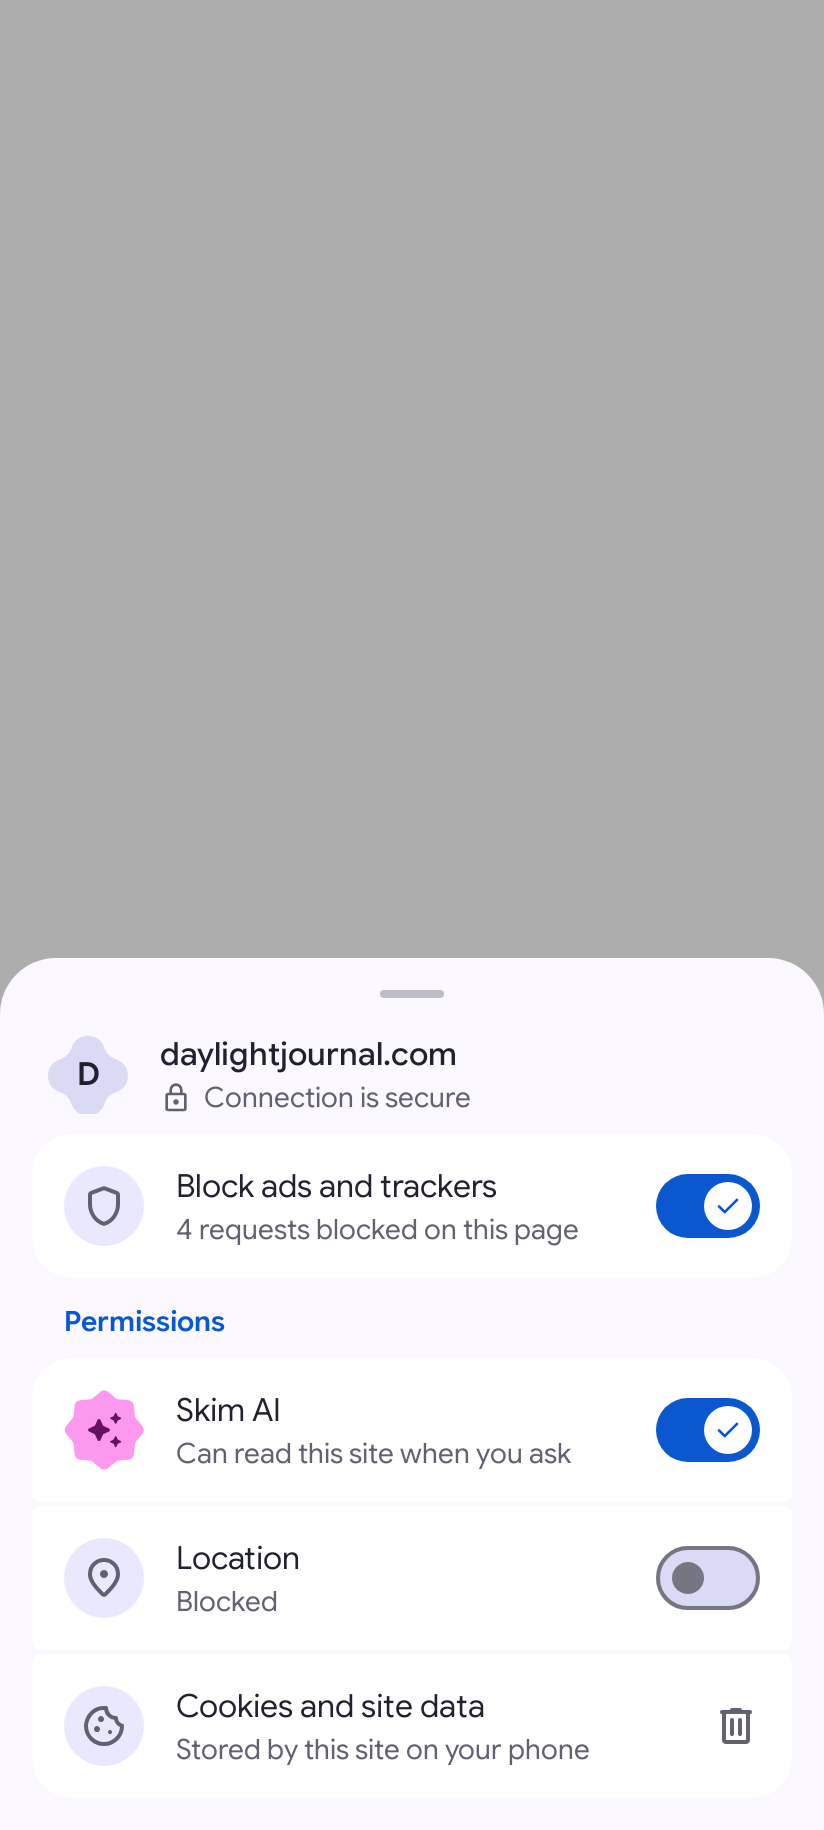 D
daylightjournal.com
Connection is secure
Block ads and trackers
4 requests blocked on this page
Permissions
Skim AI
Can read this site when you ask
Location
Blocked
Cookies and site data
Stored by this site on your phone